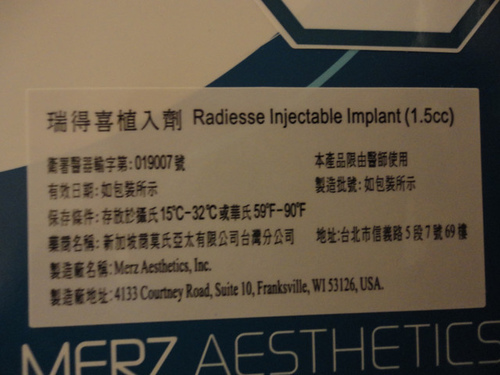 瑞得喜植入劑 Radiesse Injectable Implant (1.5cc)
衛署醫器輸字第:019007號 本產品限由醫師使用
有效日期:如包裝所示 製造批號:如包裝所示
保存條件:存放於攝氏15°C-32°C或華氏59°F-90°F
藥商名稱:新加坡商莫氏亞太有限公司台灣分公司 地址:台北市信義路5段7號69樓
製造廠名稱:Merz Aesthetics, Inc.
製造廠地址:4133 Courtney Road, Suite 10, Franksville, WI 53126, USA.
MERZ AESTHETICS